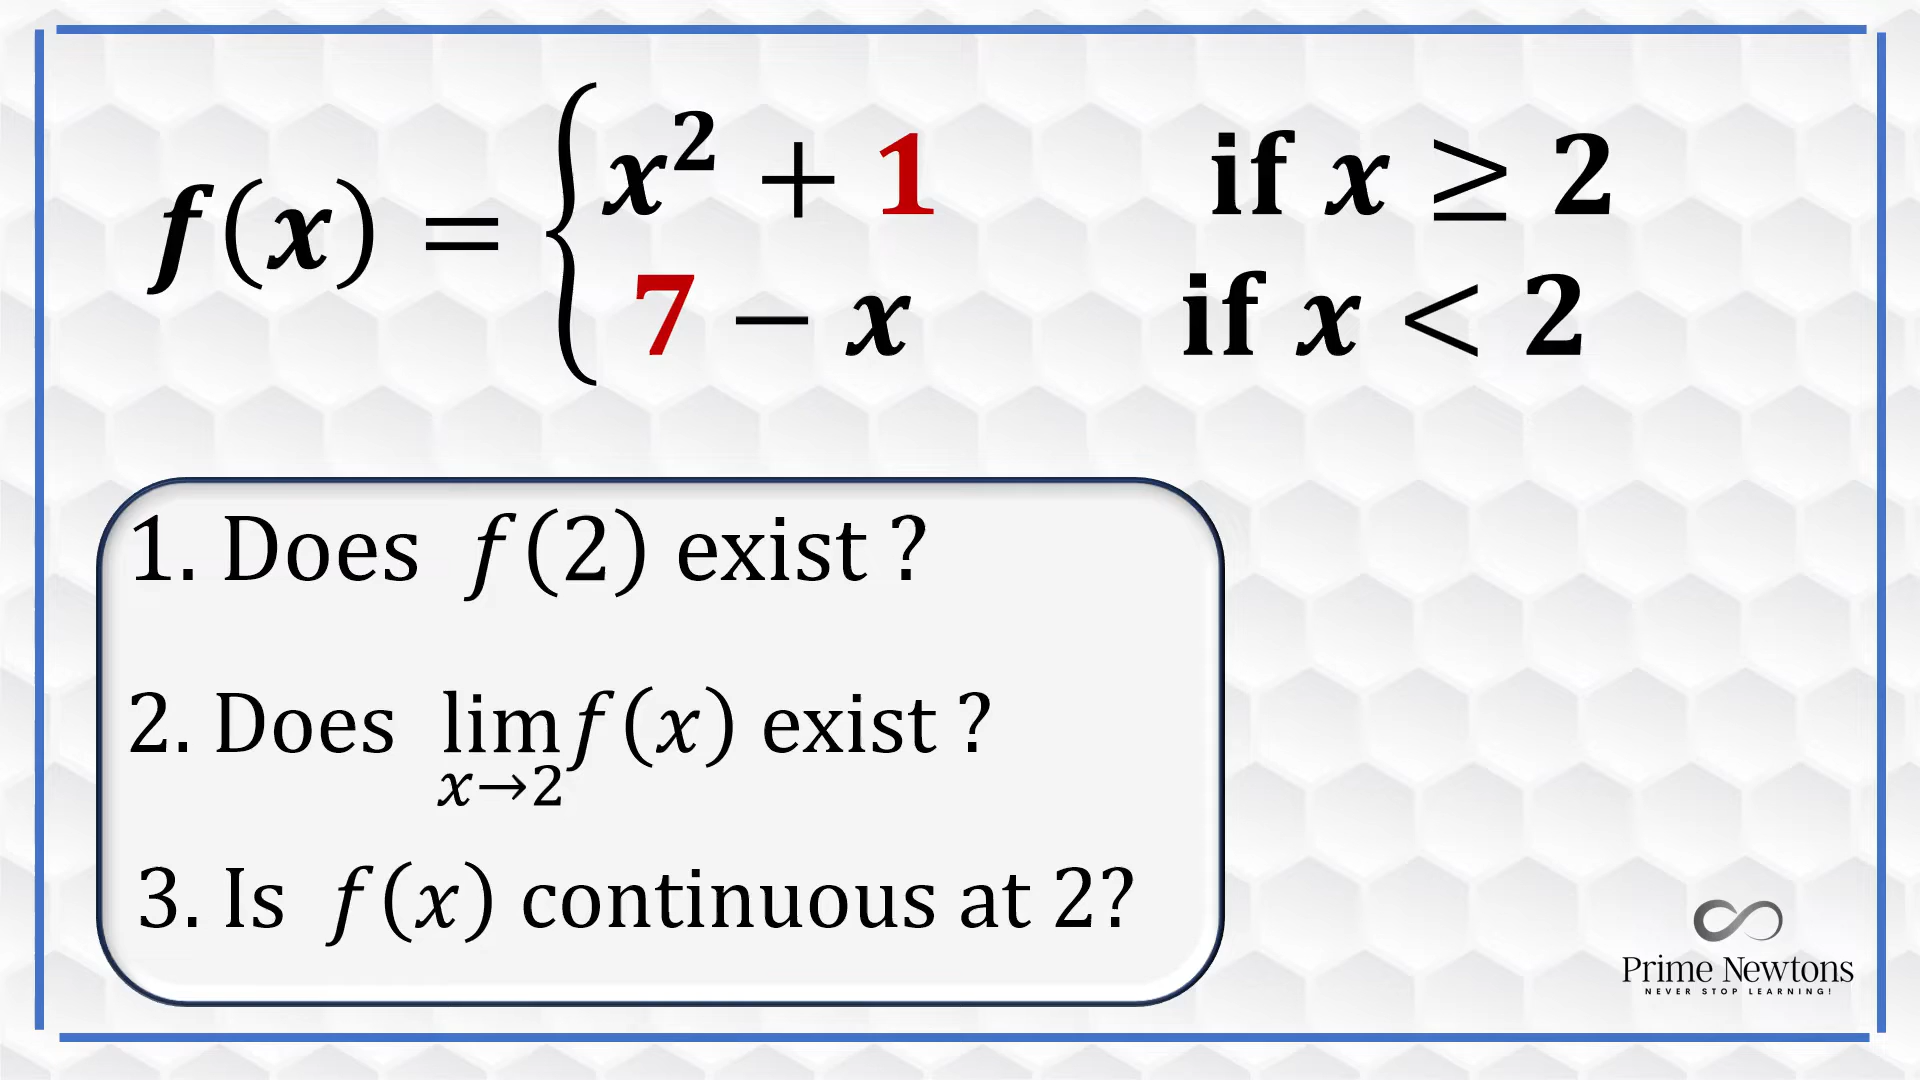 f(x) = { x² + 1 if x ≥ 2
7 − x if x < 2
1. Does f(2) exist ?
2. Does lim x→2 f(x) exist ?
3. Is f(x) continuous at 2?
Prime Newtons
NEVER STOP LEARNING!